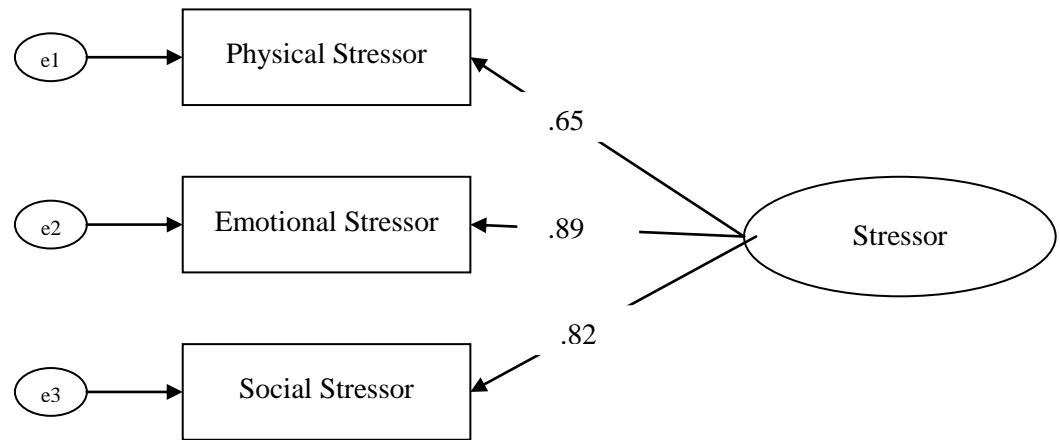 e1
Physical Stressor
.65
e2
Emotional Stressor
.89
Stressor
.82
e3
Social Stressor